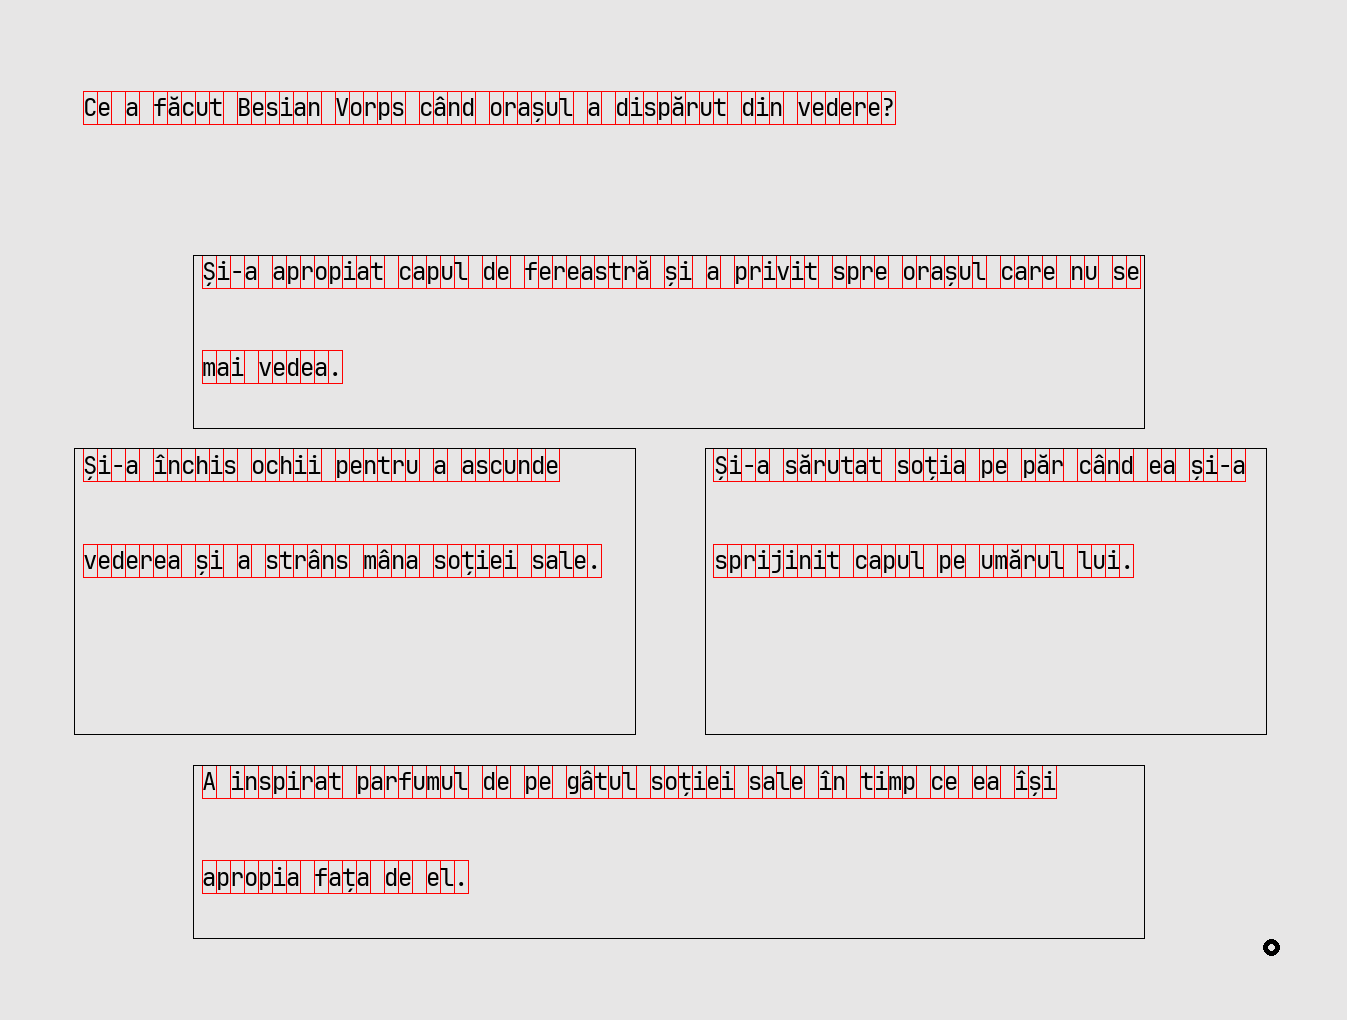 Ce a făcut Besian Vorps când orașul a dispărut din vedere?
Și-a apropiat capul de fereastră și a privit spre orașul care nu se
mai vedea.
Și-a închis ochii pentru a ascunde
vederea și a strâns mâna soției sale.
Și-a sărutat soția pe păr când ea și-a
sprijinit capul pe umărul lui.
A inspirat parfumul de pe gâtul soției sale în timp ce ea își
apropia fața de el.